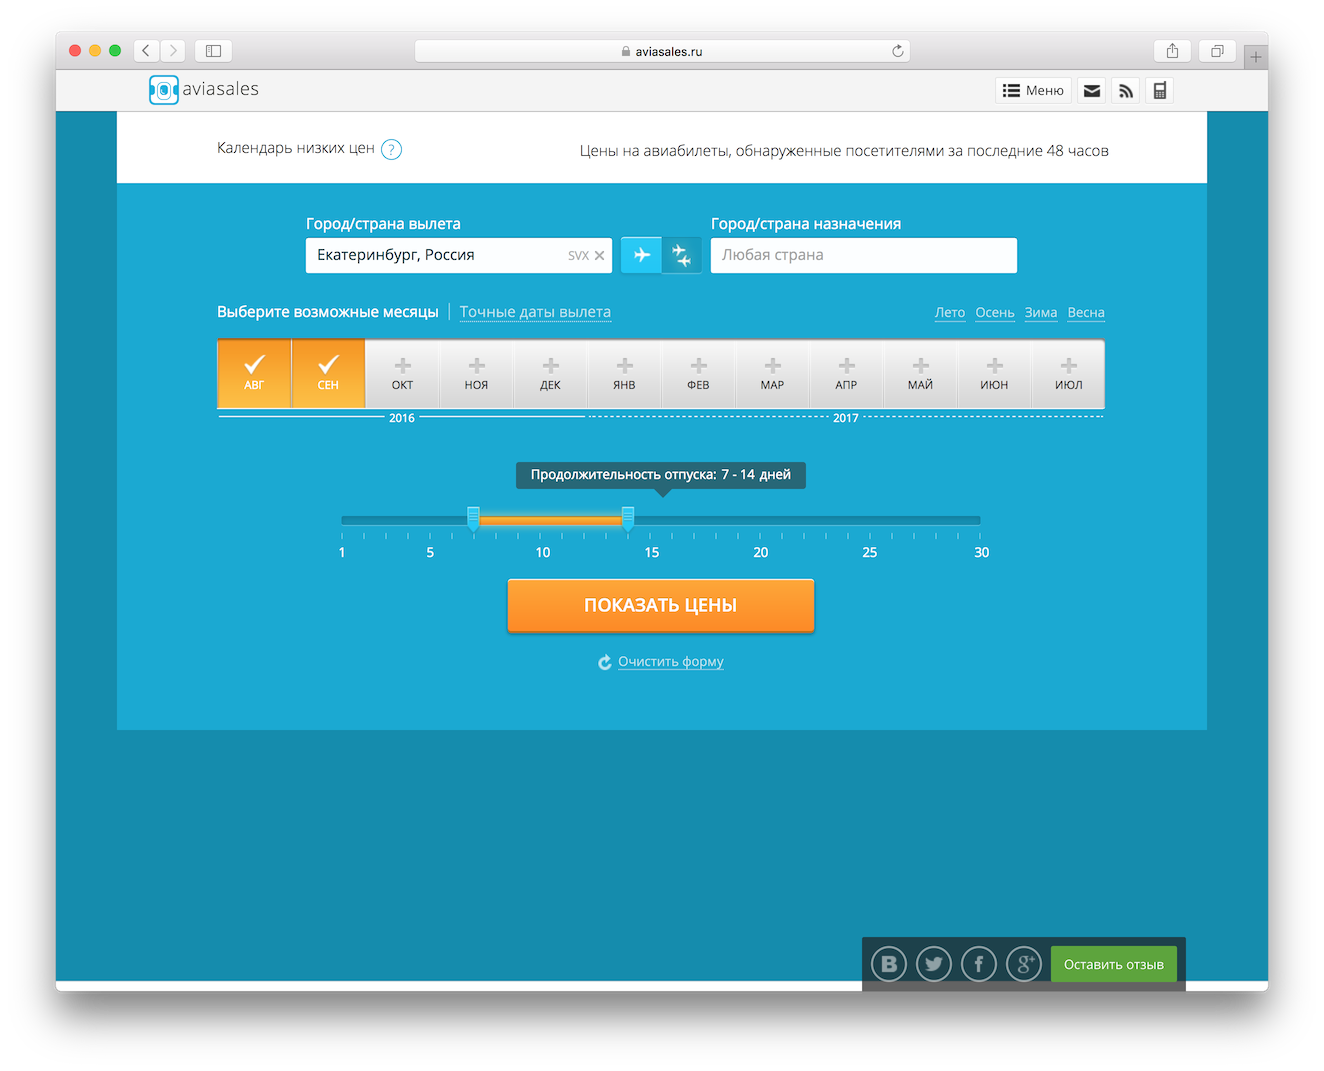 aviasales.ru
aviasales
Меню
Календарь низких цен ?
Цены на авиабилеты, обнаруженные посетителями за последние 48 часов
Город/страна вылета
Город/страна назначения
Екатеринбург, Россия SVX
Любая страна
Выберите возможные месяцы
Точные даты вылета
Лето Осень Зима Весна
АВГ СЕН ОКТ НОЯ ДЕК ЯНВ ФЕВ МАР АПР МАЙ ИЮН ИЮЛ
2016 2017
Продолжительность отпуска: 7 - 14 дней
1 5 10 15 20 25 30
ПОКАЗАТЬ ЦЕНЫ
Очистить форму
Оставить отзыв